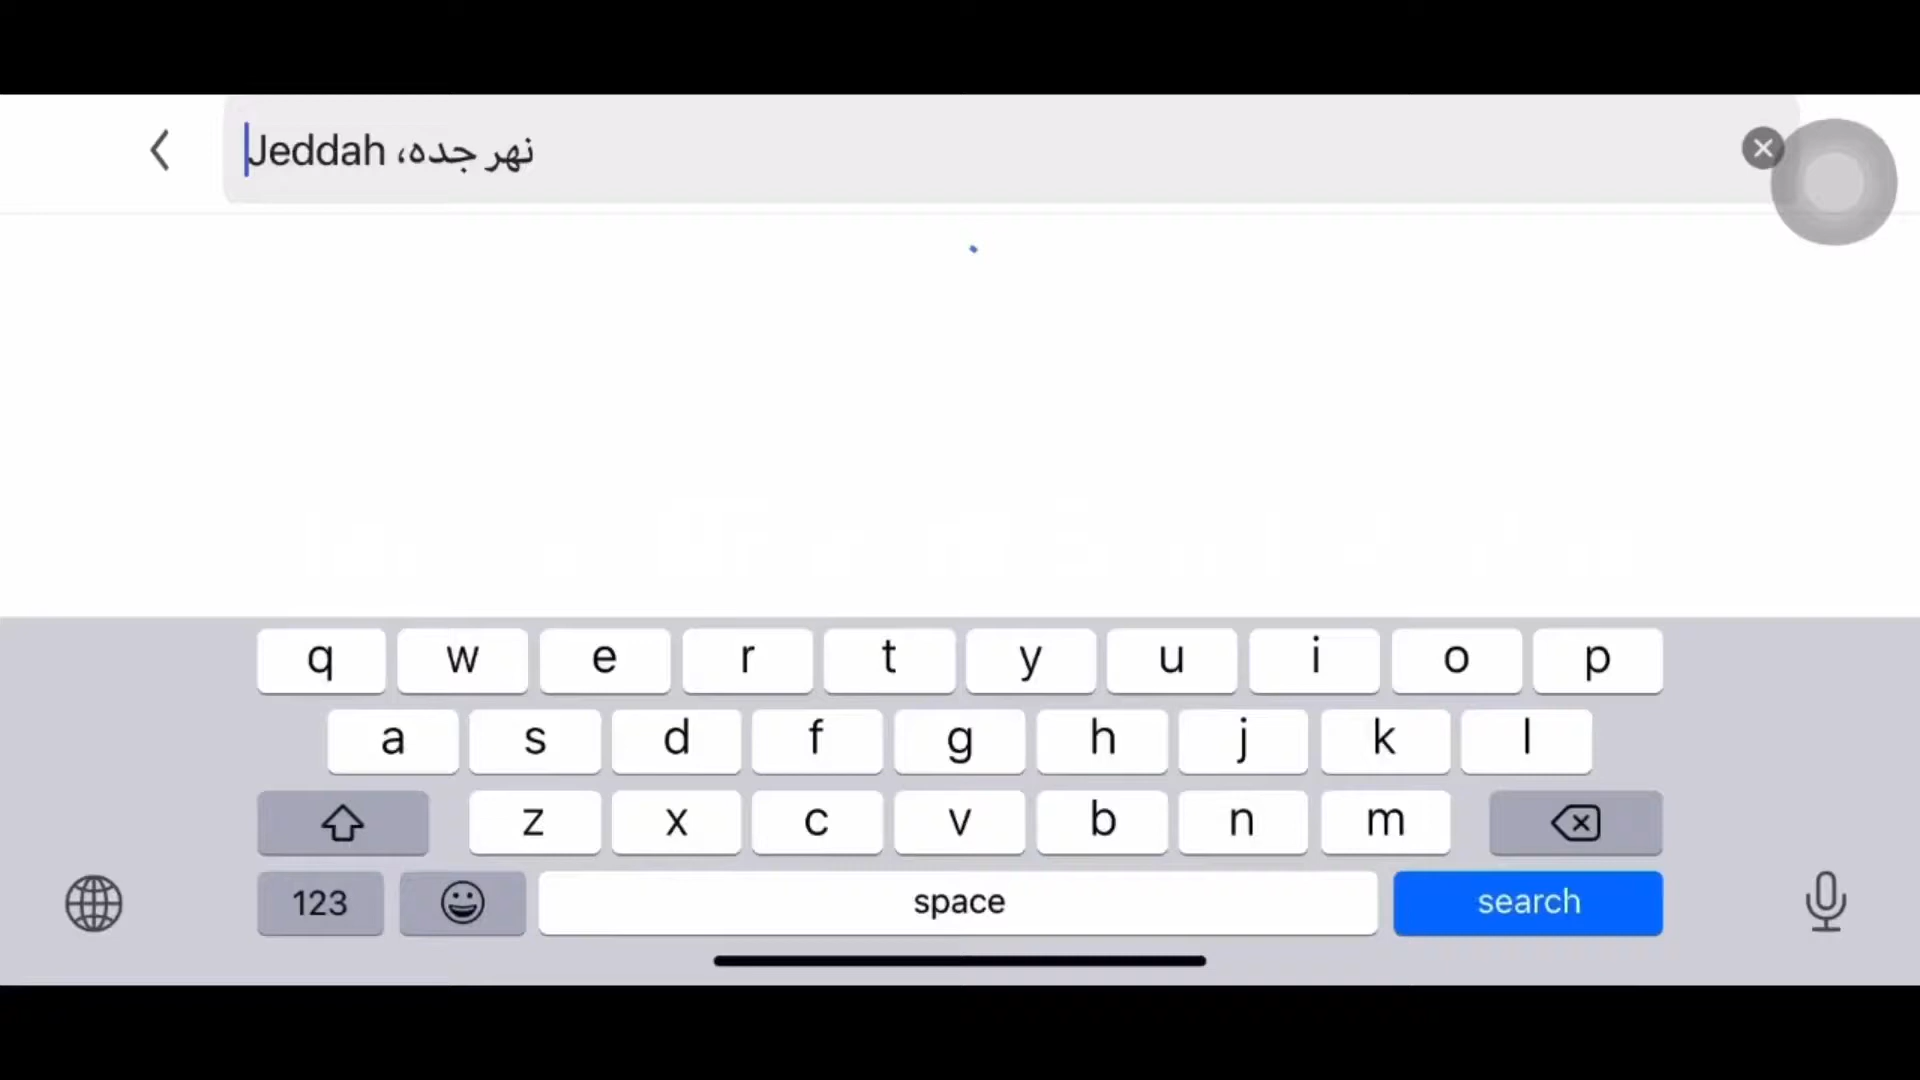 نهر جده، Jeddah
q w e r t y u i o p
a s d f g h j k l
z x c v b n m
123 space search